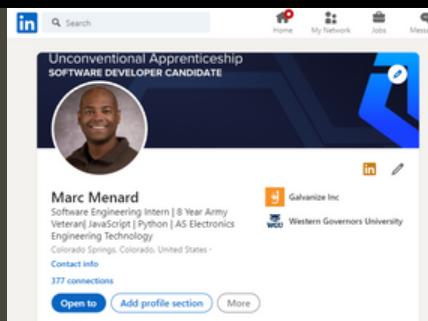 in
Search
Home
My Network
Jobs
Unconventional Apprenticeship
SOFTWARE DEVELOPER CANDIDATE
in
Marc Menard
Software Engineering Intern | 8 Year Army
Veteran| JavaScript | Python | AS Electronics
Engineering Technology
Colorado Springs, Colorado, United States ·
Contact info
377 connections
Galvanize Inc
WGU
Western Governors University
Open to
Add profile section
More